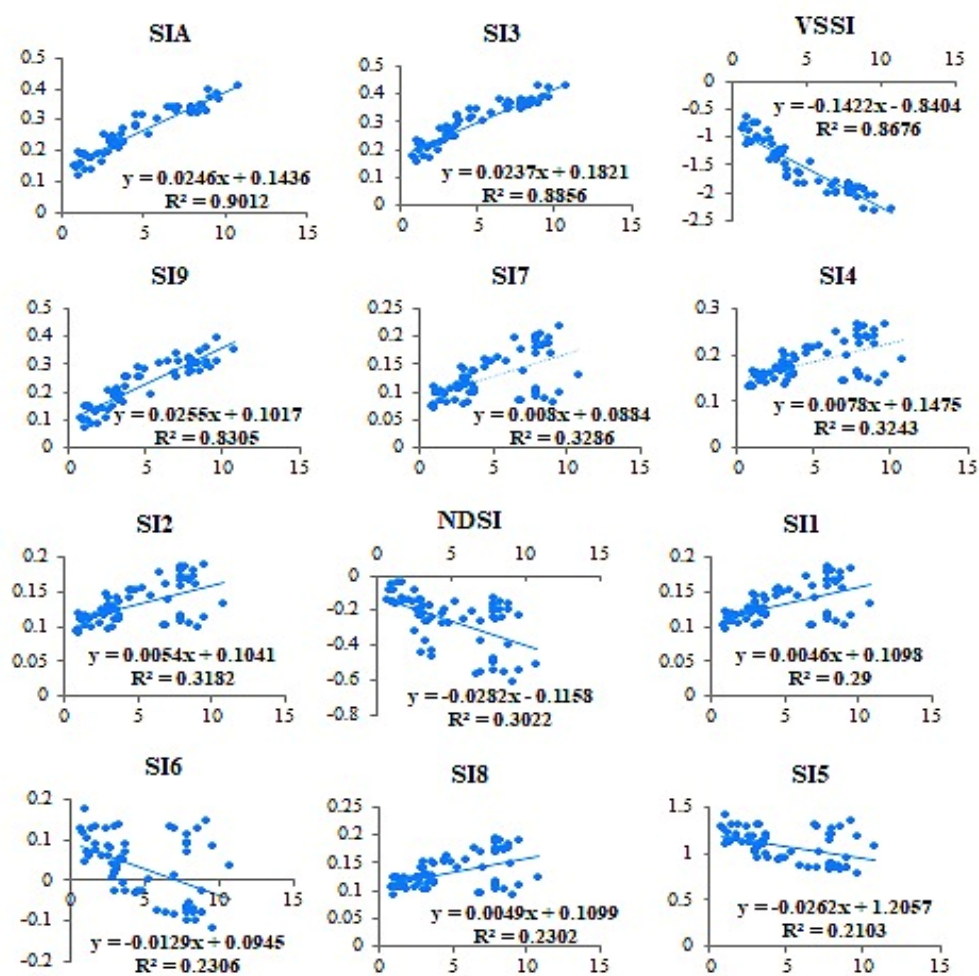 SIA
0.5
0.4
0.3
0.2
0.1
0
y = 0.0246x + 0.1436
R² = 0.9012
0 5 10 15
SI3
0.5
0.4
0.3
0.2
0.1
0
y = 0.0237x + 0.1821
R² = 0.8856
0 5 10 15
VSSI
0 5 10 15
0
-0.5
-1
-1.5
-2
-2.5
y = -0.1422x - 0.8404
R² = 0.8676
SI9
0.5
0.4
0.3
0.2
0.1
0
y = 0.0255x + 0.1017
R² = 0.8305
0 5 10 15
SI7
0.25
0.2
0.15
0.1
0.05
0
y = 0.008x + 0.0884
R² = 0.3286
0 5 10 15
SI4
0.3
0.2
0.1
0
y = 0.0078x + 0.1475
R² = 0.3243
0 5 10 15
SI2
0.2
0.15
0.1
0.05
0
y = 0.0054x + 0.1041
R² = 0.3182
0 5 10 15
NDSI
0 5 10 15
0
-0.2
-0.4
-0.6
-0.8
y = -0.0282x - 0.1158
R² = 0.3022
SI1
0.2
0.15
0.1
0.05
0
y = 0.0046x + 0.1098
R² = 0.29
0 5 10 15
SI6
0.2
0.1
0
-0.1
-0.2
0 5 10 15
y = -0.0129x + 0.0945
R² = 0.2306
SI8
0.25
0.2
0.15
0.1
0.05
0
y = 0.0049x + 0.1099
R² = 0.2302
0 5 10 15
SI5
1.5
1
0.5
0
y = -0.0262x + 1.2057
R² = 0.2103
0 5 10 15